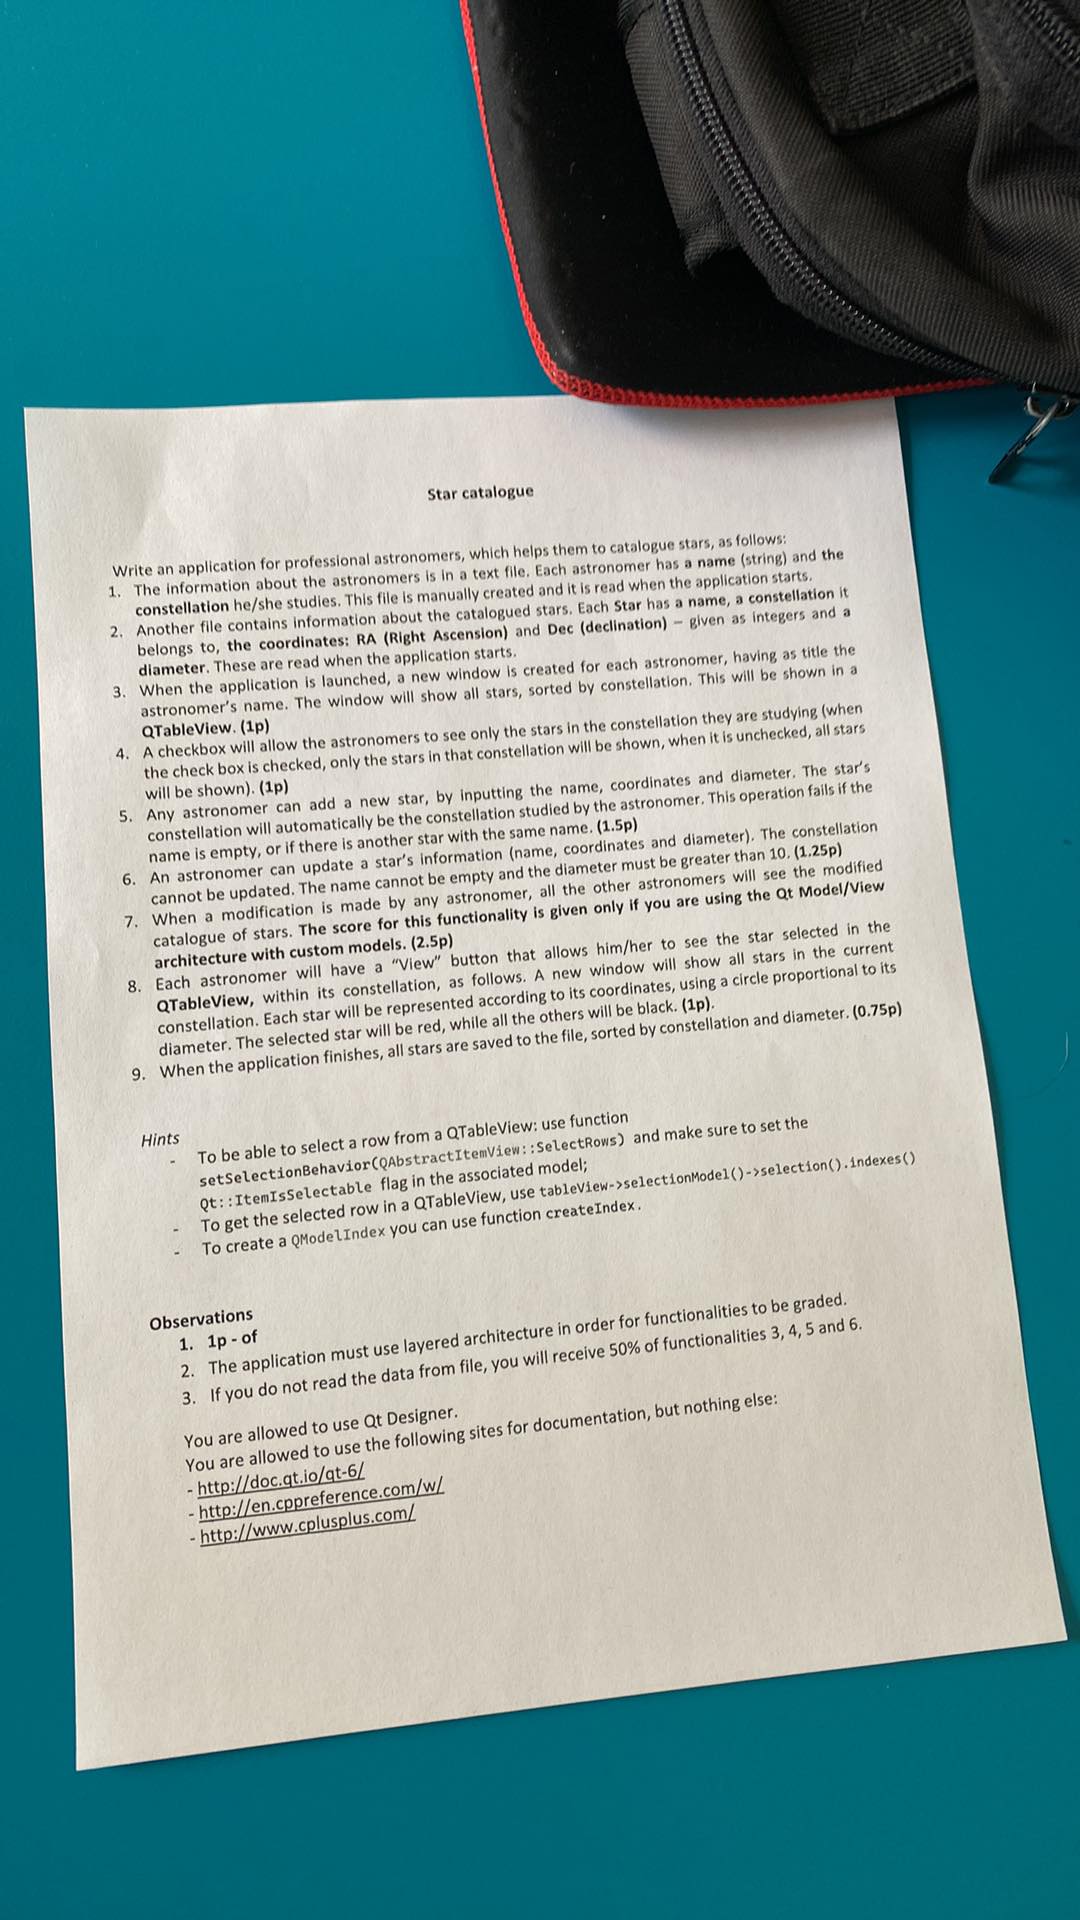 Star catalogue
Write an application for professional astronomers, which helps them to catalogue stars, as follows:
1. The information about the astronomers is in a text file. Each astronomer has a name (string) and the
constellation he/she studies. This file is manually created and it is read when the application starts.
2. Another file contains information about the catalogued stars. Each Star has a name, a constellation it
belongs to, the coordinates: RA (Right Ascension) and Dec (declination) – given as integers and a
diameter. These are read when the application starts.
3. When the application is launched, a new window is created for each astronomer, having as title the
astronomer's name. The window will show all stars, sorted by constellation. This will be shown in a
QTableView. (1p)
4. A checkbox will allow the astronomers to see only the stars in the constellation they are studying (when
the check box is checked, only the stars in that constellation will be shown, when it is unchecked, all stars
will be shown). (1p)
5. Any astronomer can add a new star, by inputting the name, coordinates and diameter. The star's
constellation will automatically be the constellation studied by the astronomer. This operation fails if the
name is empty, or if there is another star with the same name. (1.5p)
6. An astronomer can update a star's information (name, coordinates and diameter). The constellation
cannot be updated. The name cannot be empty and the diameter must be greater than 10. (1.25p)
7. When a modification is made by any astronomer, all the other astronomers will see the modified
catalogue of stars. The score for this functionality is given only if you are using the Qt Model/View
architecture with custom models. (2.5p)
8. Each astronomer will have a "View" button that allows him/her to see the star selected in the
QTableView, within its constellation, as follows. A new window will show all stars in the current
constellation. Each star will be represented according to its coordinates, using a circle proportional to its
diameter. The selected star will be red, while all the others will be black. (1p).
9. When the application finishes, all stars are saved to the file, sorted by constellation and diameter. (0.75p)
Hints
- To be able to select a row from a QTableView: use function
setSelectionBehavior(QAbstractItemView::SelectRows) and make sure to set the
Qt::ItemIsSelectable flag in the associated model;
- To get the selected row in a QTableView, use tableView->selectionModel()->selection().indexes()
- To create a QModelIndex you can use function createIndex.
Observations
1. 1p - of
2. The application must use layered architecture in order for functionalities to be graded.
3. If you do not read the data from file, you will receive 50% of functionalities 3, 4, 5 and 6.
You are allowed to use Qt Designer.
You are allowed to use the following sites for documentation, but nothing else:
- http://doc.qt.io/qt-6/
- http://en.cppreference.com/w/
- http://www.cplusplus.com/